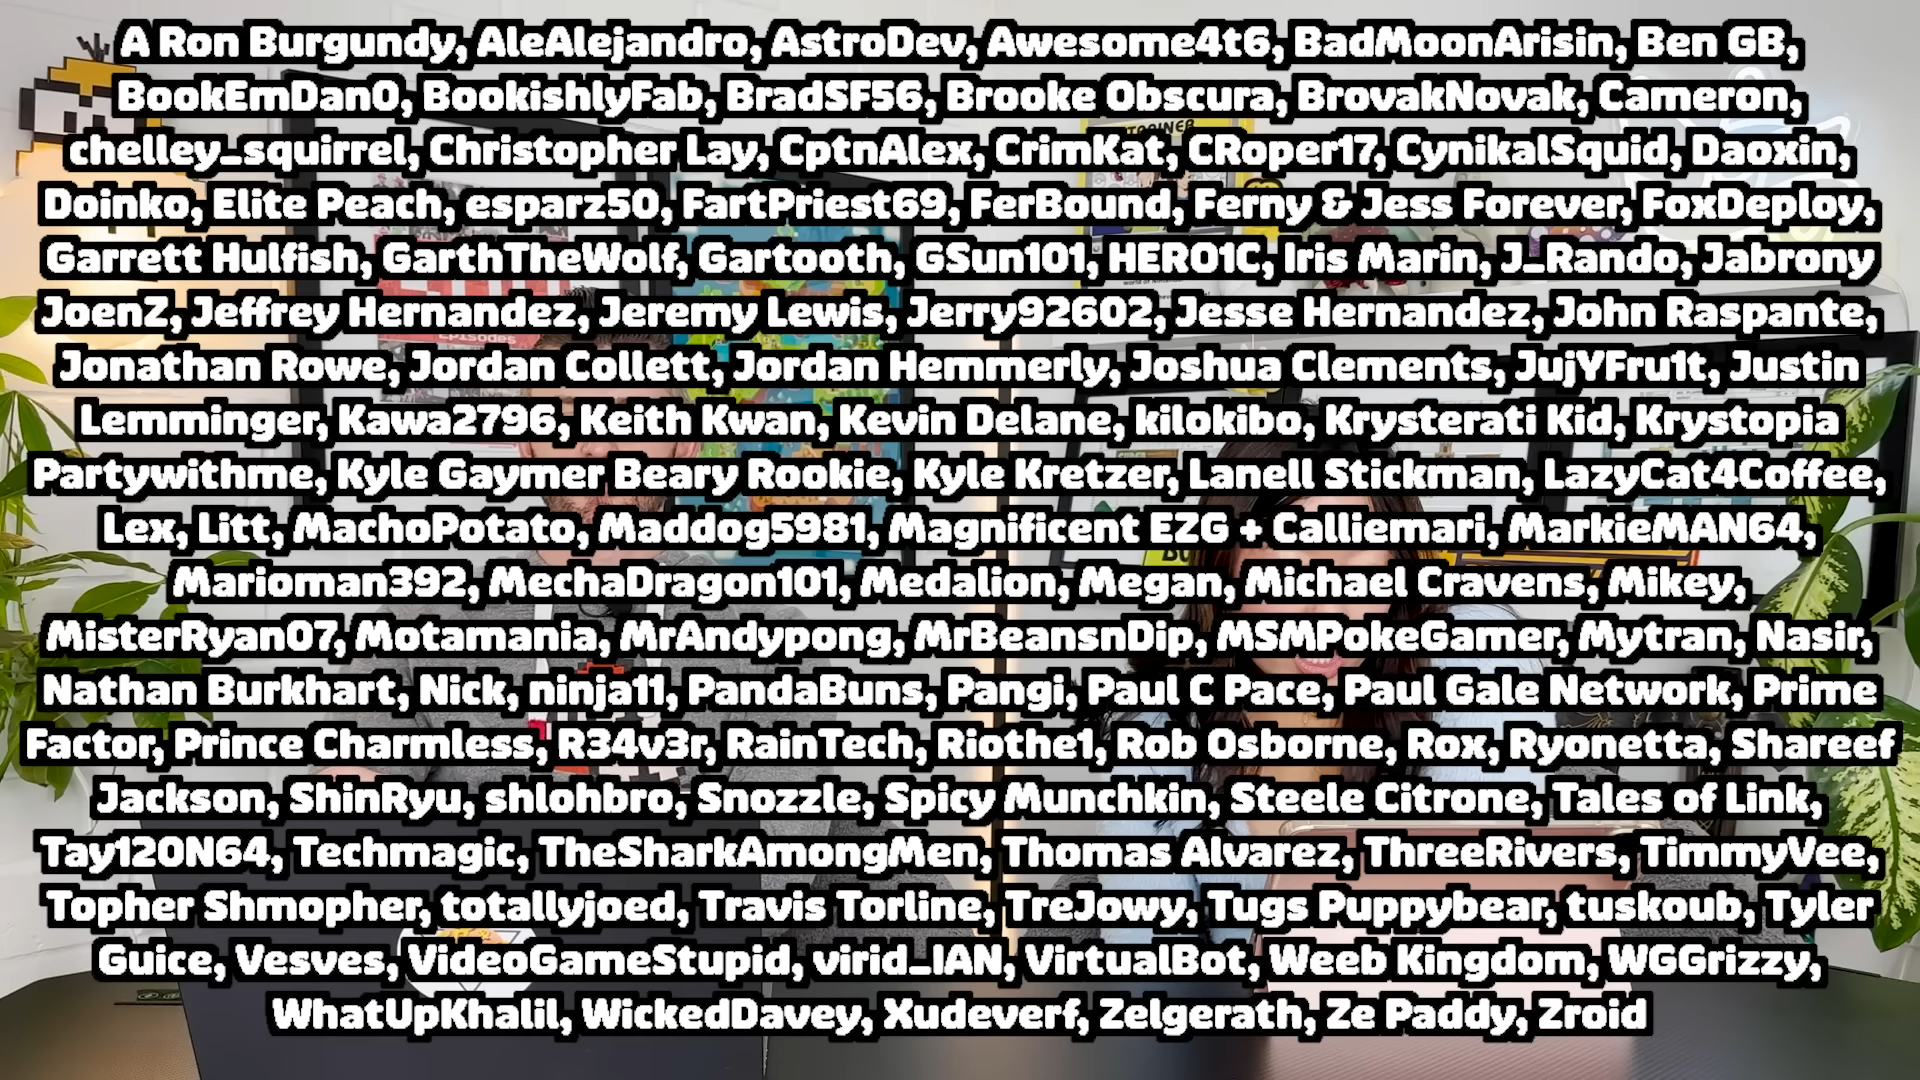 A Ron Burgundy, AleAlejandro, AstroDev, Awesome4t6, BadMoonArisin, Ben GB,
BookEmDan0, BookishlyFab, BradSF56, Brooke Obscura, BrovakNovak, Cameron,
chelley_squirrel, Christopher Lay, CptnAlex, CrimKat, CRoper17, CynikalSquid, Daoxin,
Doinko, Elite Peach, esparz50, FartPriest69, FerBound, Ferny & Jess Forever, FoxDeploy,
Garrett Hulfish, GarthTheWolf, Gartooth, GSun101, HERO1C, Iris Marin, J_Rando, Jabrony
JoenZ, Jeffrey Hernandez, Jeremy Lewis, Jerry92602, Jesse Hernandez, John Raspante,
Jonathan Rowe, Jordan Collett, Jordan Hemmerly, Joshua Clements, JujYFru1t, Justin
Lemminger, Kawa2796, Keith Kwan, Kevin Delane, kilokibo, Krysterati Kid, Krystopia
Partywithme, Kyle Gaymer Beary Rookie, Kyle Kretzer, Lanell Stickman, LazyCat4Coffee,
Lex, Litt, MachoPotato, Maddog5981, Magnificent EZG + Calliemari, MarkieMAN64,
Marioman392, MechaDragon101, Medalion, Megan, Michael Cravens, Mikey,
MisterRyan07, Motamania, MrAndypong, MrBeansnDip, MSMPokeGamer, Mytran, Nasir,
Nathan Burkhart, Nick, ninja11, PandaBuns, Pangi, Paul C Pace, Paul Gale Network, Prime
Factor, Prince Charmless, R34v3r, RainTech, Riothe1, Rob Osborne, Rox, Ryonetta, Shareef
Jackson, ShinRyu, shlohbro, Snozzle, Spicy Munchkin, Steele Citrone, Tales of Link,
Tay120N64, Techmagic, TheSharkAmongMen, Thomas Alvarez, ThreeRivers, TimmyVee,
Topher Shmopher, totallyjoed, Travis Torline, TreJowy, Tugs Puppybear, tuskoub, Tyler
Guice, Vesves, VideoGameStupid, virid_IAN, VirtualBot, Weeb Kingdom, WGGrizzy,
WhatUpKhalil, WickedDavey, Xudeverf, Zelgerath, Ze Paddy, Zroid